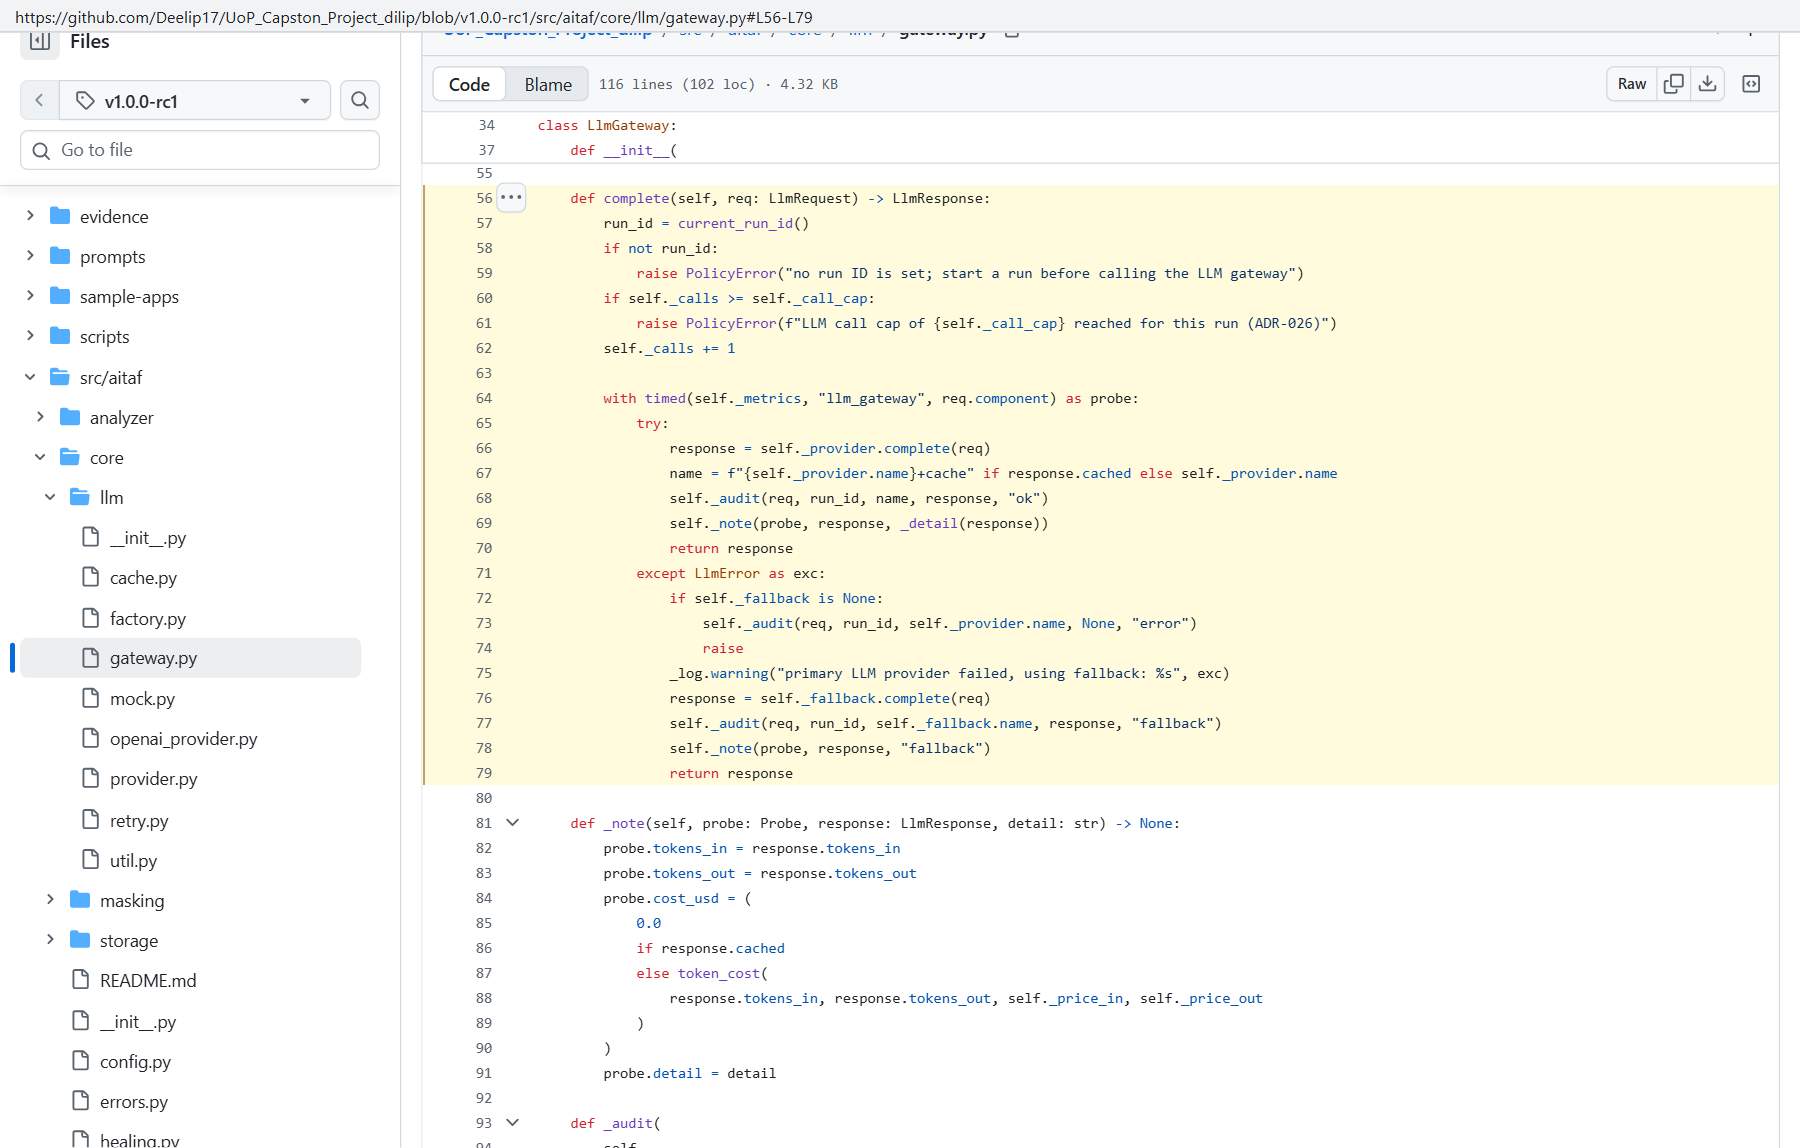 https://github.com/Deelip17/UoP_Capston_Project_dilip/blob/v1.0.0-rc1/src/aitaf/core/llm/gateway.py#L56-L79
Files
UoP_Capston_Project_dilip / src / aitaf / core / llm / gateway.py
v1.0.0-rc1
Go to file
evidence
prompts
sample-apps
scripts
src/aitaf
analyzer
core
llm
__init__.py
cache.py
factory.py
gateway.py
mock.py
openai_provider.py
provider.py
retry.py
util.py
masking
storage
README.md
__init__.py
config.py
errors.py
healing.py
Code Blame 116 lines (102 loc) · 4.32 KB Raw
34 class LlmGateway:
37     def __init__(
55
56     def complete(self, req: LlmRequest) -> LlmResponse:
57         run_id = current_run_id()
58         if not run_id:
59             raise PolicyError("no run ID is set; start a run before calling the LLM gateway")
60         if self._calls >= self._call_cap:
61             raise PolicyError(f"LLM call cap of {self._call_cap} reached for this run (ADR-026)")
62         self._calls += 1
63
64         with timed(self._metrics, "llm_gateway", req.component) as probe:
65             try:
66                 response = self._provider.complete(req)
67                 name = f"{self._provider.name}+cache" if response.cached else self._provider.name
68                 self._audit(req, run_id, name, response, "ok")
69                 self._note(probe, response, _detail(response))
70                 return response
71             except LlmError as exc:
72                 if self._fallback is None:
73                     self._audit(req, run_id, self._provider.name, None, "error")
74                     raise
75                 _log.warning("primary LLM provider failed, using fallback: %s", exc)
76                 response = self._fallback.complete(req)
77                 self._audit(req, run_id, self._fallback.name, response, "fallback")
78                 self._note(probe, response, "fallback")
79                 return response
80
81     def _note(self, probe: Probe, response: LlmResponse, detail: str) -> None:
82         probe.tokens_in = response.tokens_in
83         probe.tokens_out = response.tokens_out
84         probe.cost_usd = (
85             0.0
86             if response.cached
87             else token_cost(
88                 response.tokens_in, response.tokens_out, self._price_in, self._price_out
89             )
90         )
91         probe.detail = detail
92
93     def _audit(
94         self